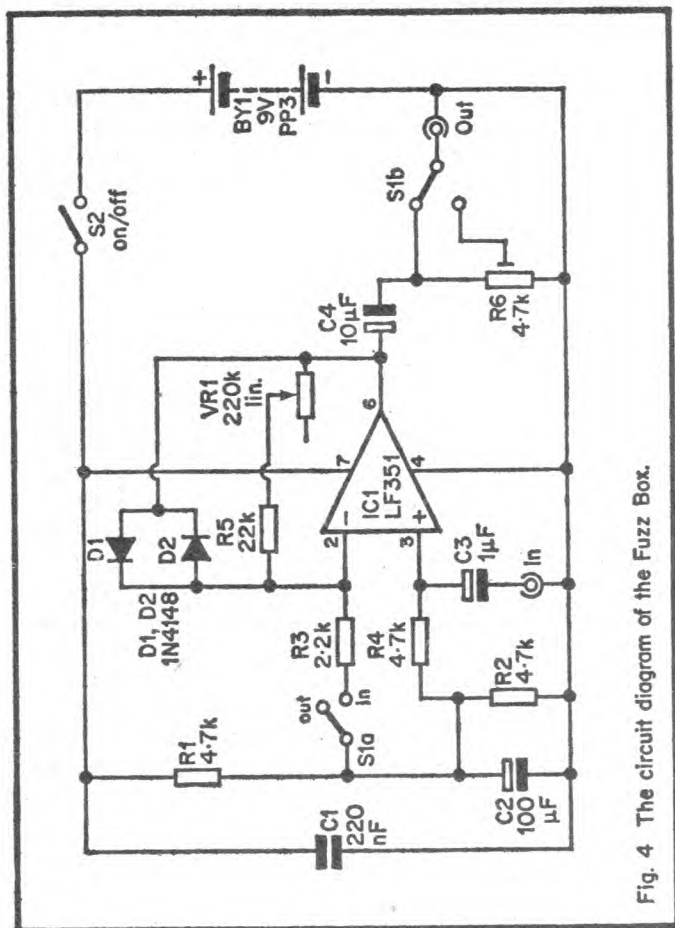 S2
on/off
+
BY1
9V
PP3
-
D1
D2
D1, D2
1N4148
VR1
220k
lin.
R5
22k
R1
4·7k
C4
10µF
S1b
Out
out
in
S1a
R3
2·2k
2
-
7
IC1
LF351
6
3
+
4
C1
220
nF
R4
4·7k
C3
1µF
In
R6
4·7k
C2
100
µF
R2
4·7k
Fig. 4 The circuit diagram of the Fuzz Box.